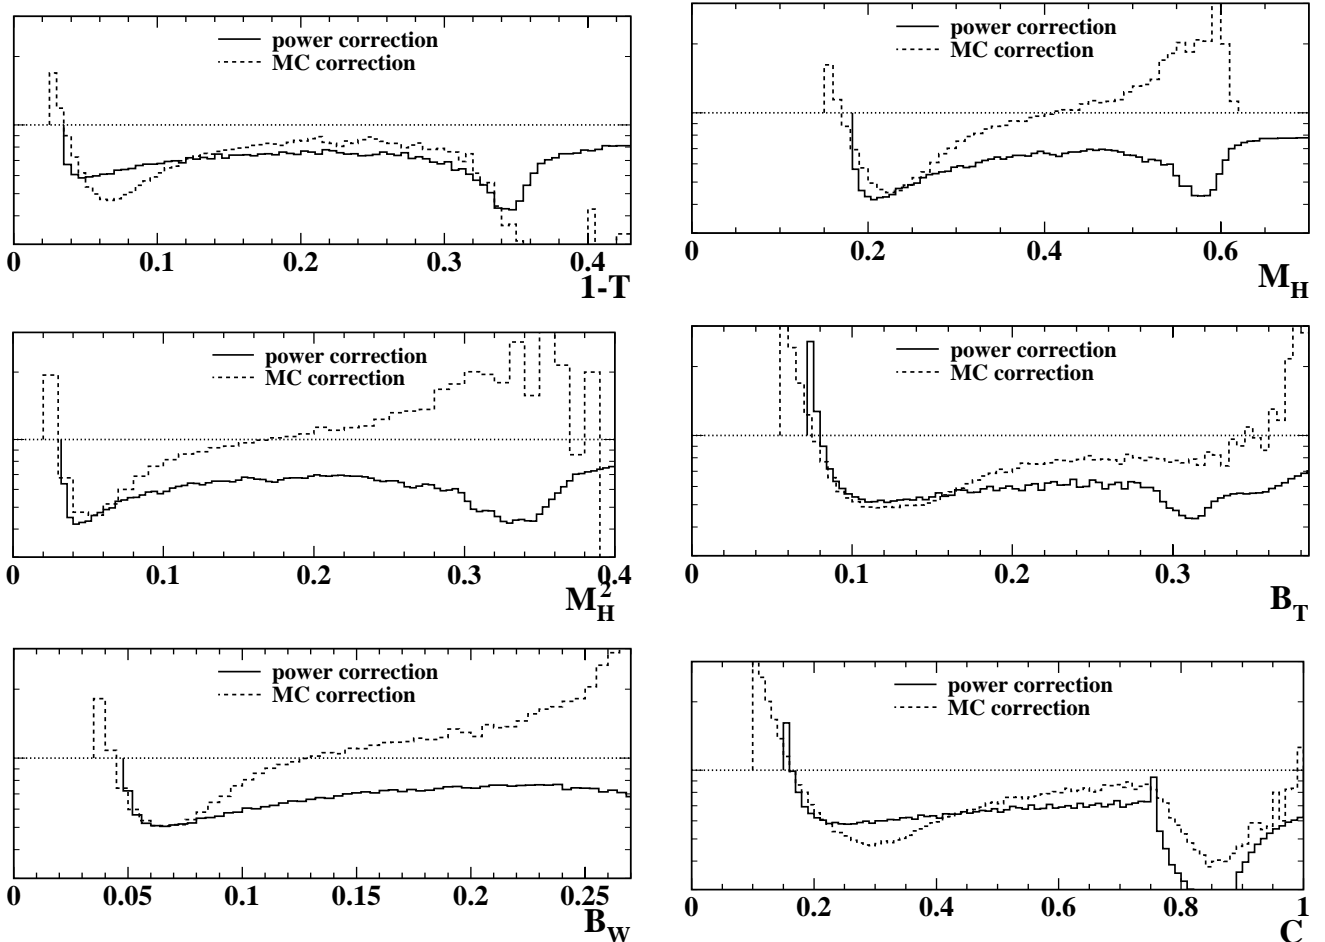 power correction
MC correction
0 0.1 0.2 0.3 0.4
1-T
power correction
MC correction
0 0.2 0.4 0.6
M_H
power correction
MC correction
0 0.1 0.2 0.3 0.4
M_H^2
power correction
MC correction
0 0.1 0.2 0.3
B_T
power correction
MC correction
0 0.05 0.1 0.15 0.2 0.25
B_W
power correction
MC correction
0 0.2 0.4 0.6 0.8 1
C